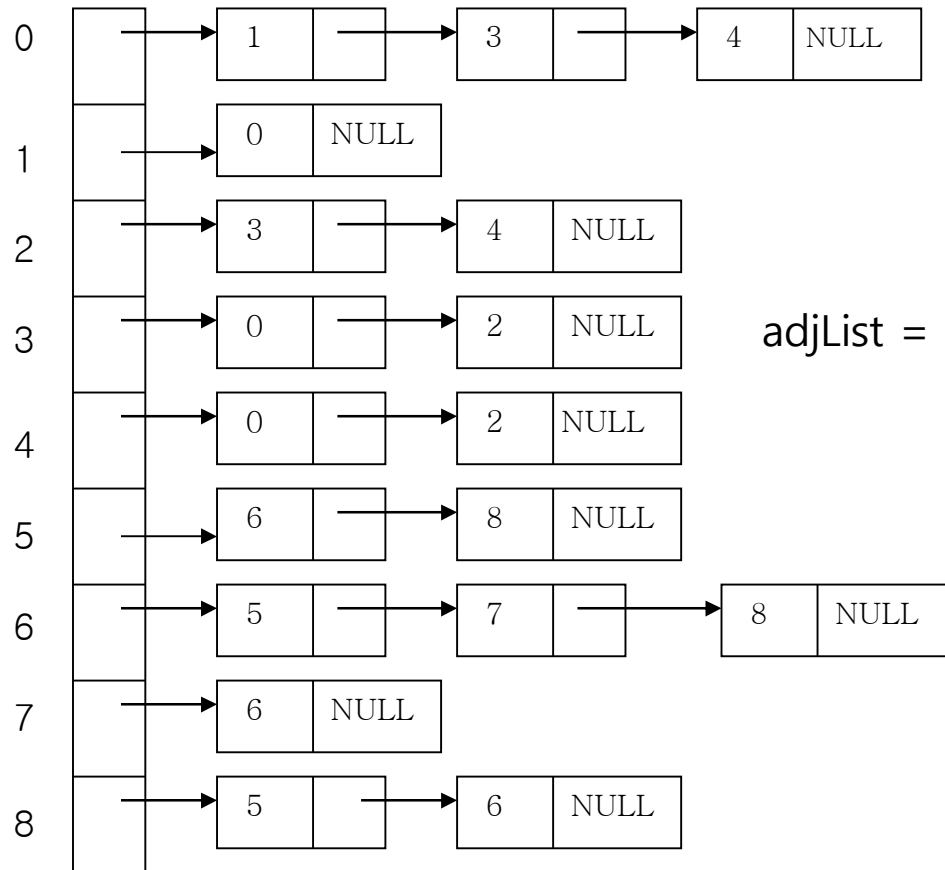 0 1 3 4 NULL
1 0 NULL
2 3 4 NULL
3 0 2 NULL
adjList =
4 0 2 NULL
5 6 8 NULL
6 5 7 8 NULL
7 6 NULL
8 5 6 NULL